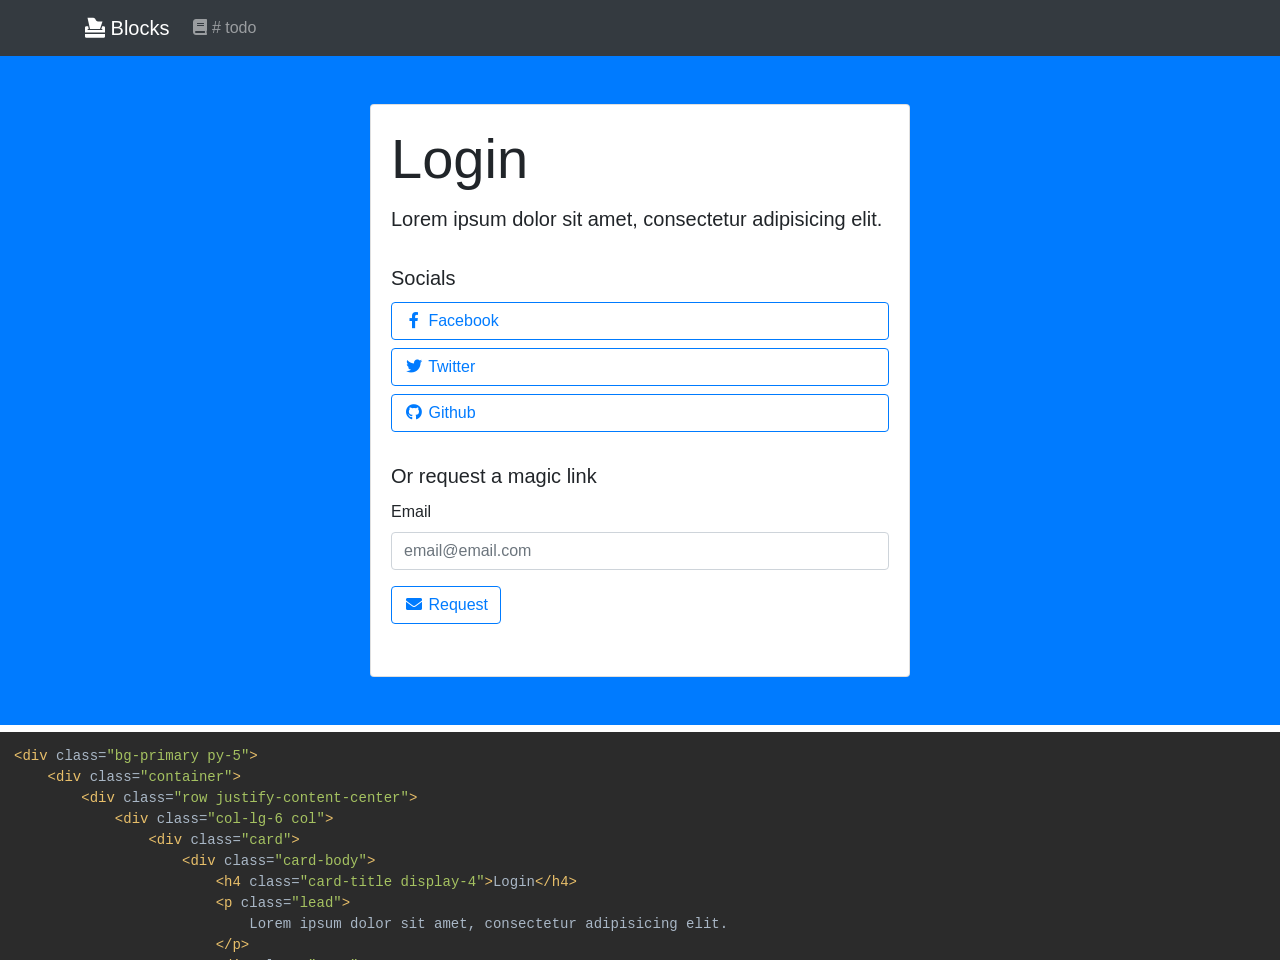 Blocks # todo
Login
Lorem ipsum dolor sit amet, consectetur adipisicing elit.
Socials
Facebook
Twitter
Github
Or request a magic link
Email
email@email.com
Request
<div class="bg-primary py-5">
    <div class="container">
        <div class="row justify-content-center">
            <div class="col-lg-6 col">
                <div class="card">
                    <div class="card-body">
                        <h4 class="card-title display-4">Login</h4>
                        <p class="lead">
                            Lorem ipsum dolor sit amet, consectetur adipisicing elit.
                        </p>